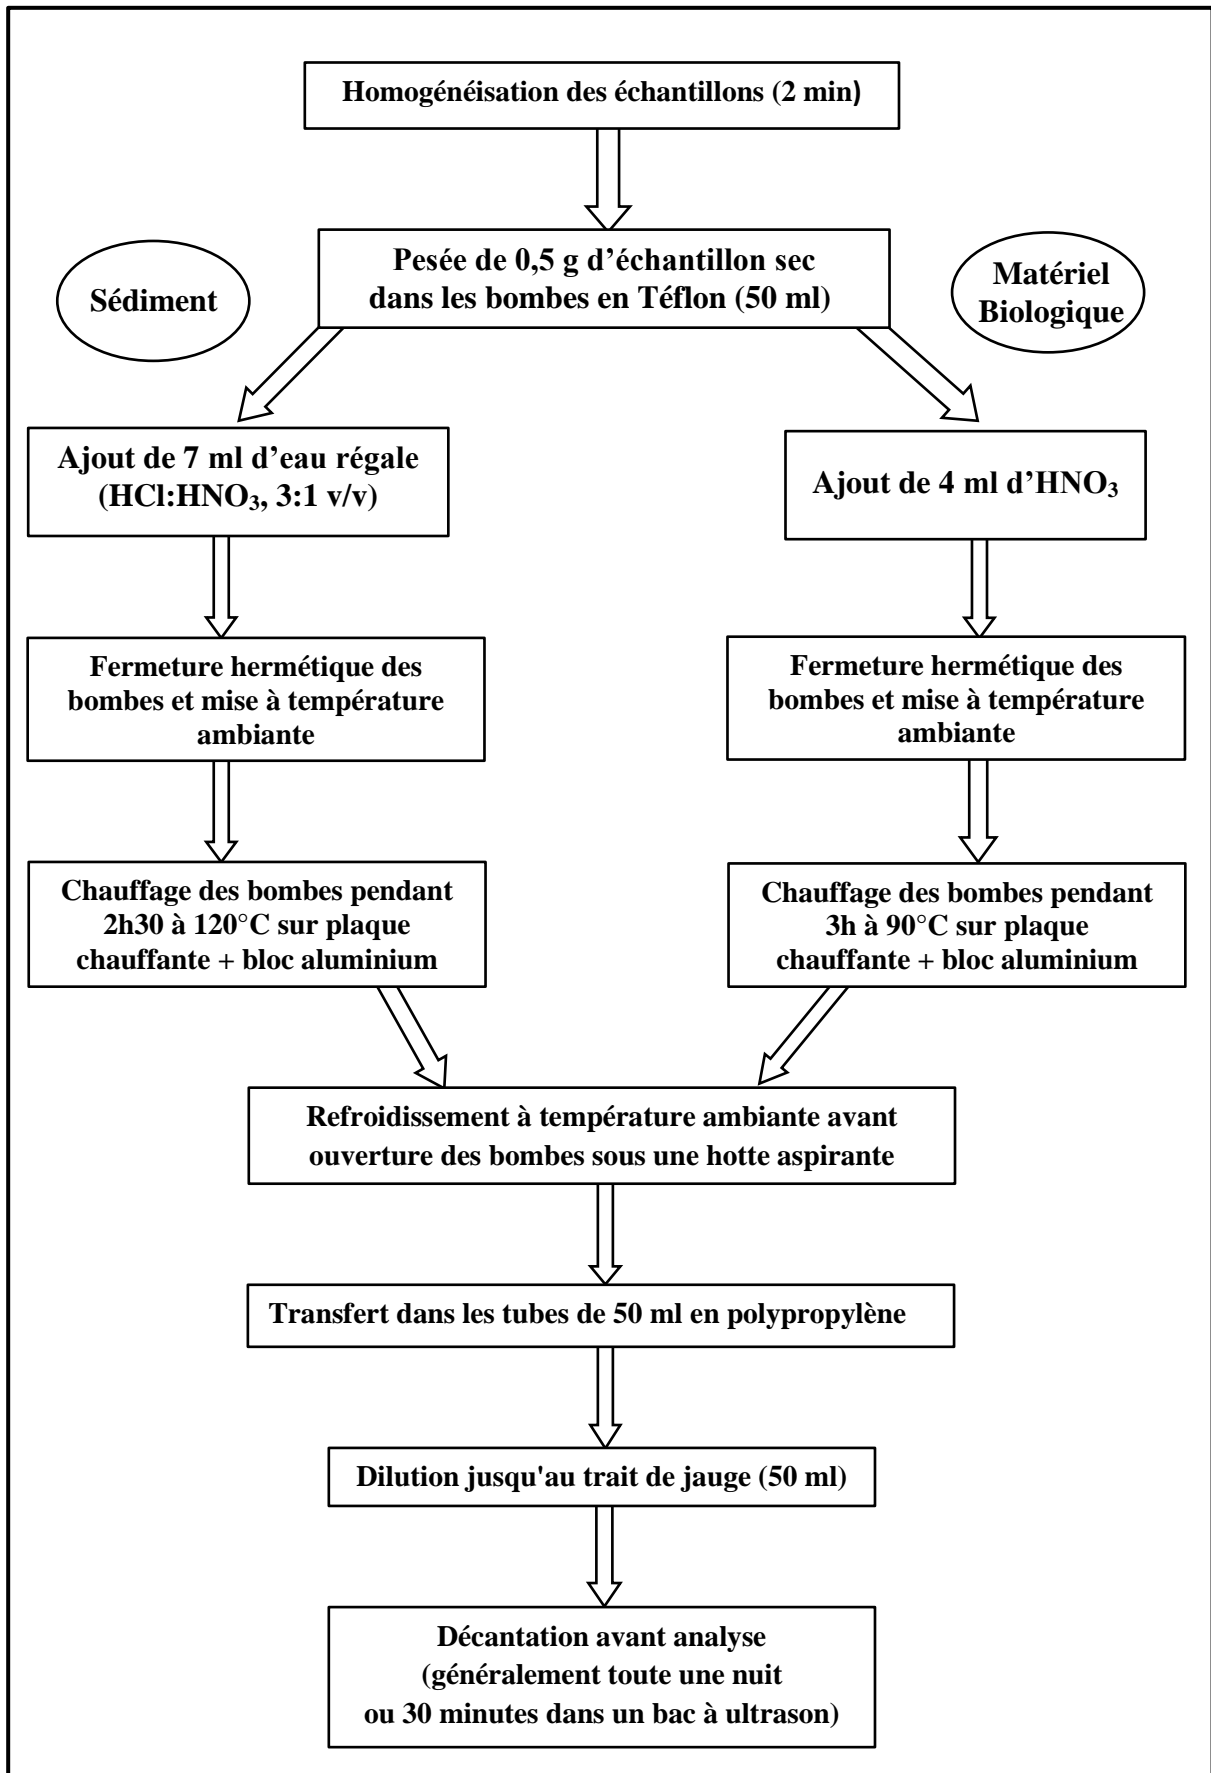 Homogénéisation des échantillons (2 min)
Pesée de 0,5 g d’échantillon sec
dans les bombes en Téflon (50 ml)
Sédiment
Matériel
Biologique
Ajout de 7 ml d’eau régale
(HCl:HNO₃, 3:1 v/v)
Ajout de 4 ml d’HNO₃
Fermeture hermétique des
bombes et mise à température
ambiante
Fermeture hermétique des
bombes et mise à température
ambiante
Chauffage des bombes pendant
2h30 à 120°C sur plaque
chauffante + bloc aluminium
Chauffage des bombes pendant
3h à 90°C sur plaque
chauffante + bloc aluminium
Refroidissement à température ambiante avant
ouverture des bombes sous une hotte aspirante
Transfert dans les tubes de 50 ml en polypropylène
Dilution jusqu'au trait de jauge (50 ml)
Décantation avant analyse
(généralement toute une nuit
ou 30 minutes dans un bac à ultrason)